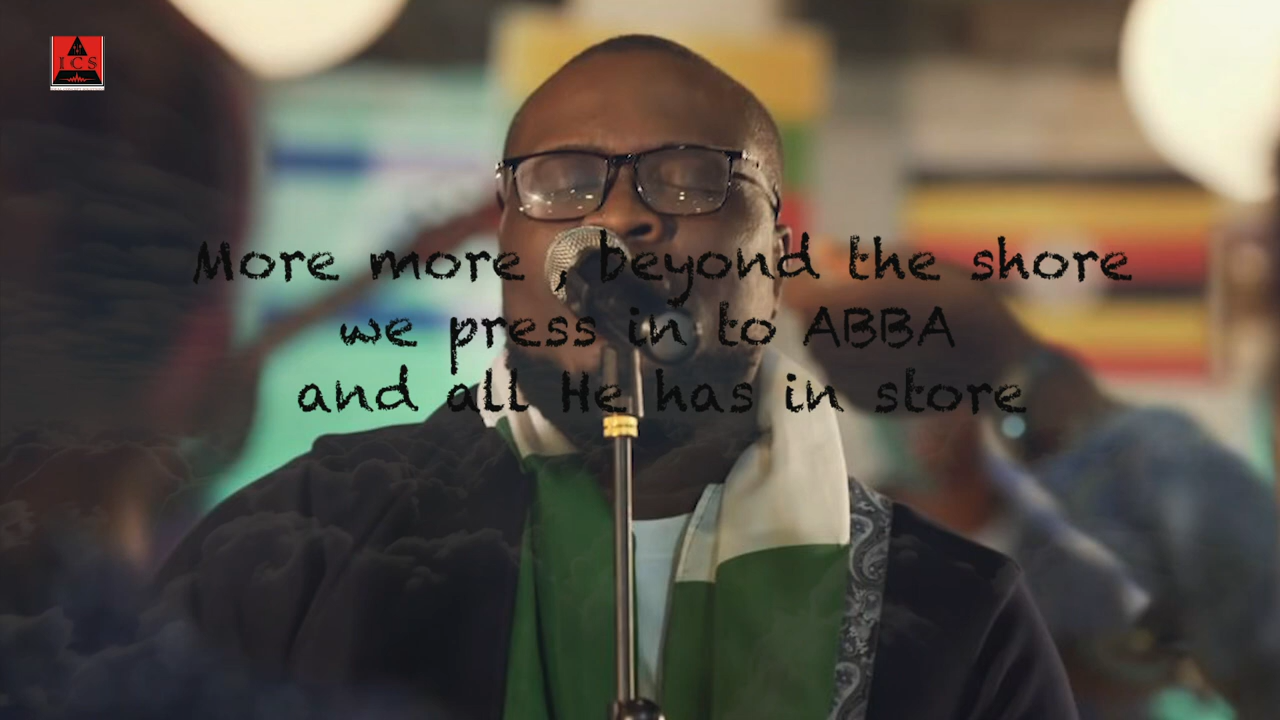 ICS
More more , beyond the shore
we press in to ABBA
and all He has in store